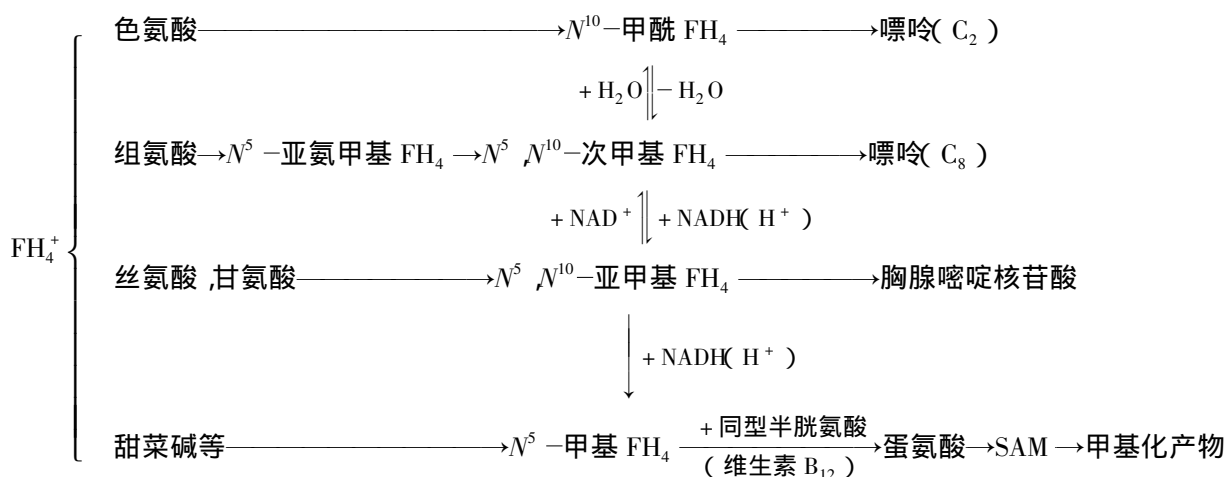 色氨酸→N¹⁰-甲酰 FH₄→嘌呤( C₂ )
+ H₂O⇌- H₂O
组氨酸→N⁵ -亚氨甲基 FH₄ →N⁵ ,N¹⁰-次甲基 FH₄→嘌呤( C₈ )
+ NAD⁺ ⇌ + NADH( H⁺ )
FH₄⁺
丝氨酸 ,甘氨酸→N⁵ ,N¹⁰-亚甲基 FH₄→胸腺嘧啶核苷酸
↓ + NADH( H⁺ )
+ 同型半胱氨酸
甜菜碱等→N⁵ -甲基 FH₄→蛋氨酸→SAM→甲基化产物
( 维生素 B₁₂ )